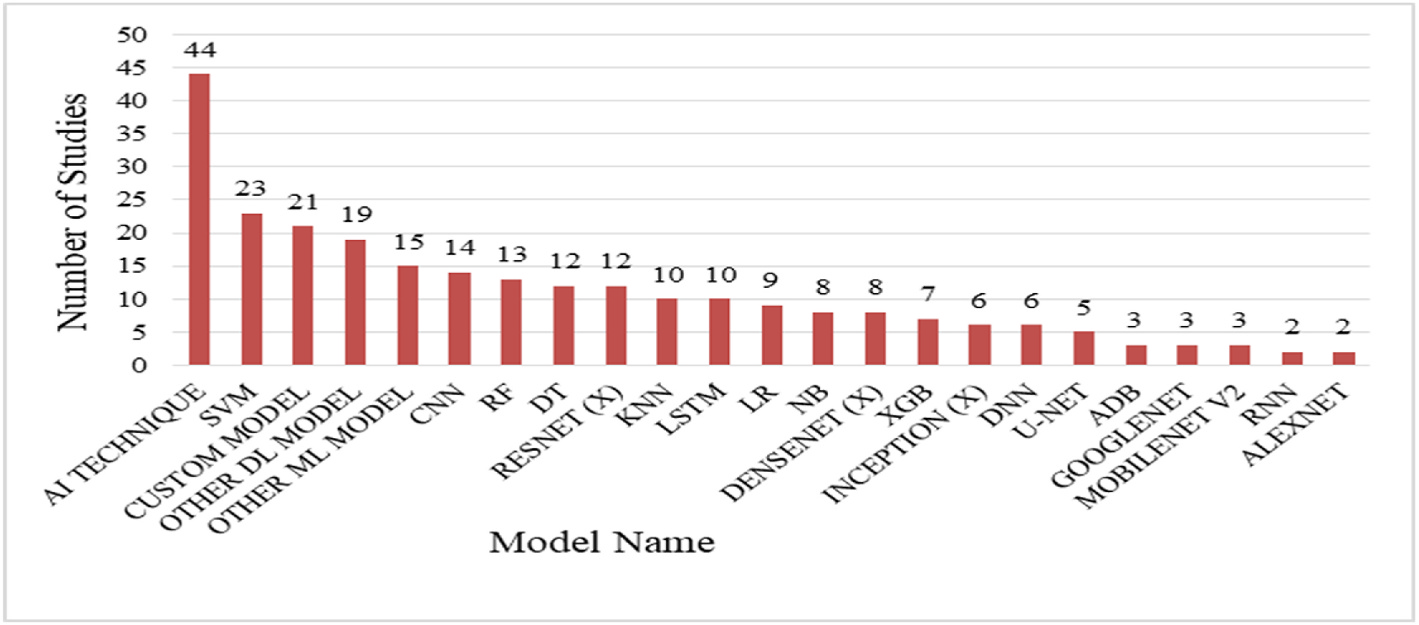 Number of Studies
50
45
40
35
30
25
20
15
10
5
0
44
23
21
19
15
14
13
12
12
10
10
9
8
8
7
6
6
5
3
3
3
2
2
AI TECHNIQUE
SVM
CUSTOM MODEL
OTHER DL MODEL
OTHER ML MODEL
CNN
RF
DT
RESNET (X)
KNN
LSTM
LR
NB
DENSENET (X)
XGB
INCEPTION (X)
DNN
U-NET
ADB
GOOGLENET
MOBILENET V2
RNN
ALEXNET
Model Name